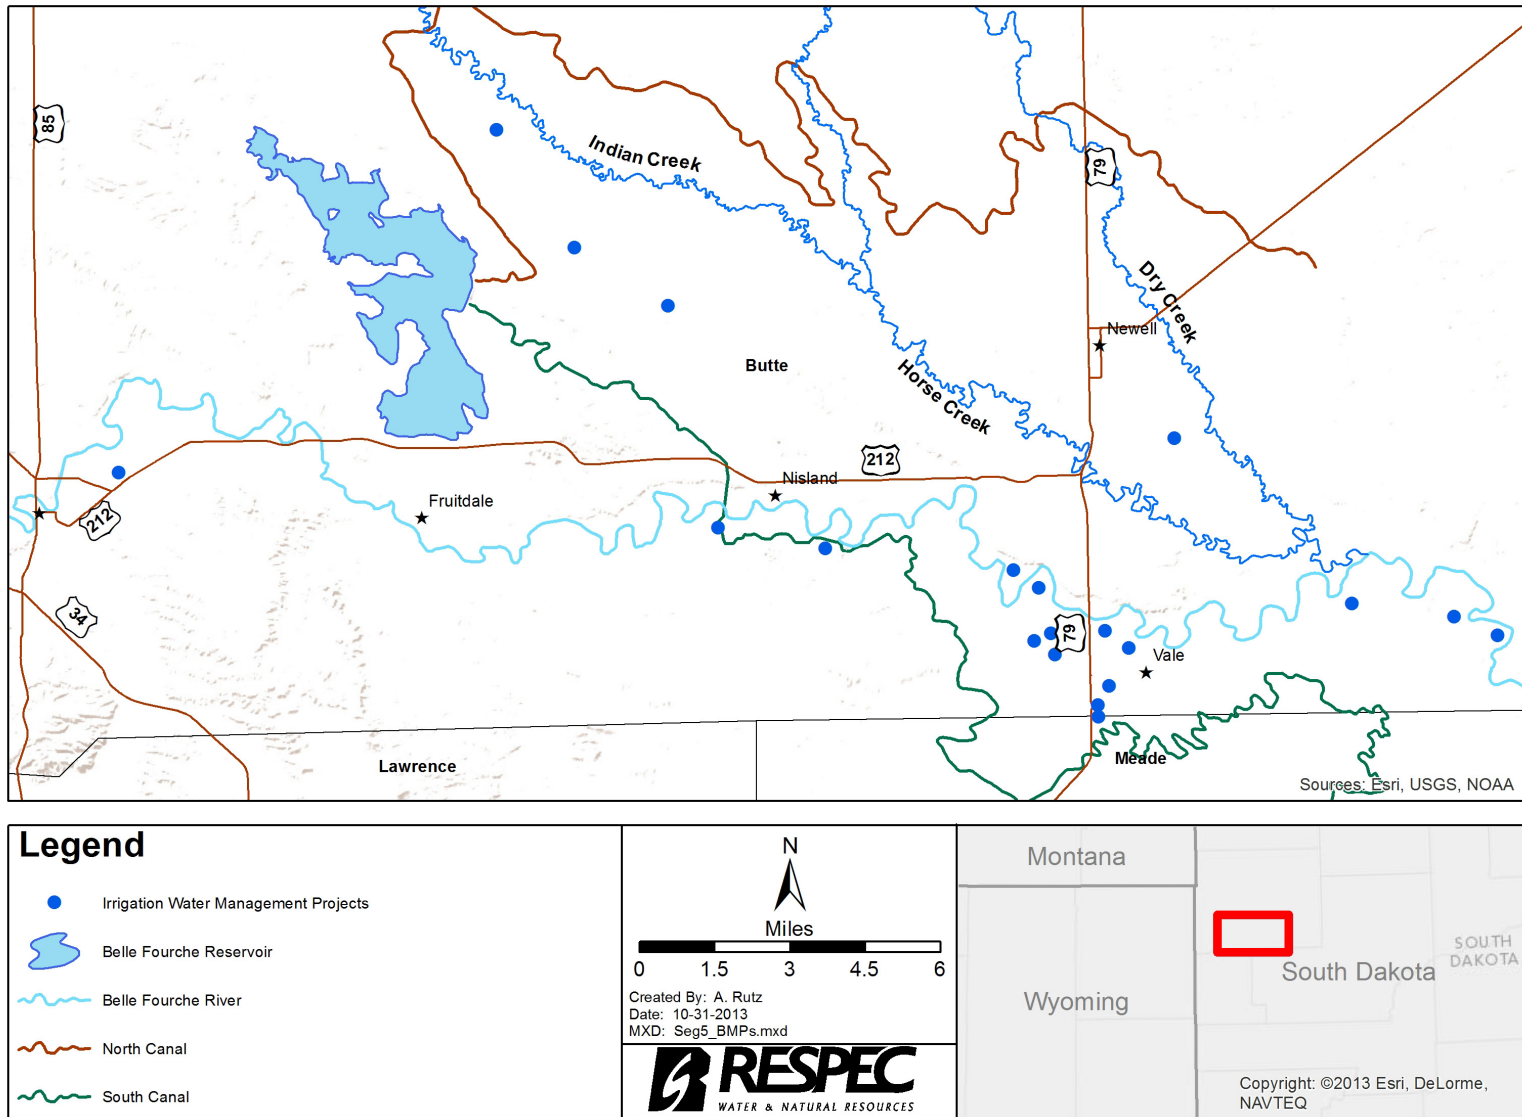 85
Indian Creek
79
Dry Creek
Newell
Butte
Horse Creek
212
Nisland
Fruitdale
212
34
79
Vale
Lawrence
Meade
Sources: Esri, USGS, NOAA
Legend
Irrigation Water Management Projects
Belle Fourche Reservoir
Belle Fourche River
North Canal
South Canal
N
Miles
0 1.5 3 4.5 6
Created By: A. Rutz
Date: 10-31-2013
MXD: Seg5_BMPs.mxd
RESPEC
WATER & NATURAL RESOURCES
Montana
Wyoming
South Dakota
SOUTH
DAKOTA
Copyright: ©2013 Esri, DeLorme,
NAVTEQ